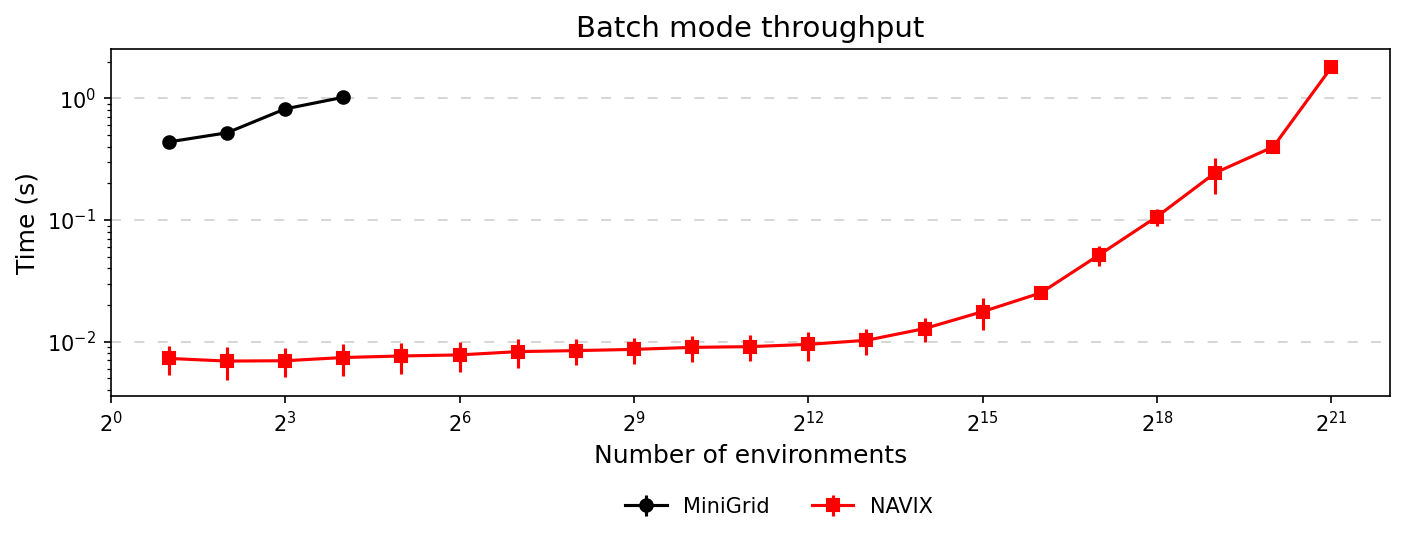 Batch mode throughput
Time (s)
10⁰
10⁻¹
10⁻²
2⁰ 2³ 2⁶ 2⁹ 2¹² 2¹⁵ 2¹⁸ 2²¹
Number of environments
MiniGrid NAVIX